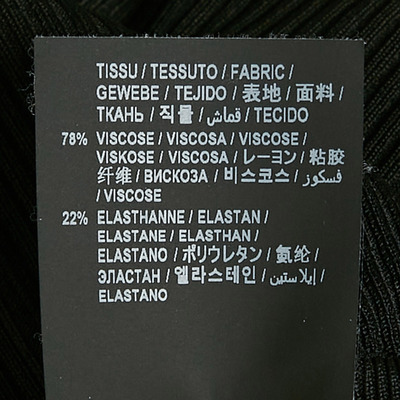 TISSU / TESSUTO / FABRIC /
GEWEBE / TEJIDO / 表地 / 面料 /
ТКАНЬ / 직물 / قماش / TECIDO
78% VISCOSE / VISCOSA / VISCOSE /
VISKOSE / VISCOSA / レーヨン / 粘胶
纤维 / ВИСКОЗА / 비스코스 / فسكوز
/ VISCOSE
22% ELASTHANNE / ELASTAN /
ELASTANE / ELASTHAN /
ELASTANO / ポリウレタン / 氨纶 /
ЭЛАСТАН / 엘라스테인 / إيلاستين /
ELASTANO